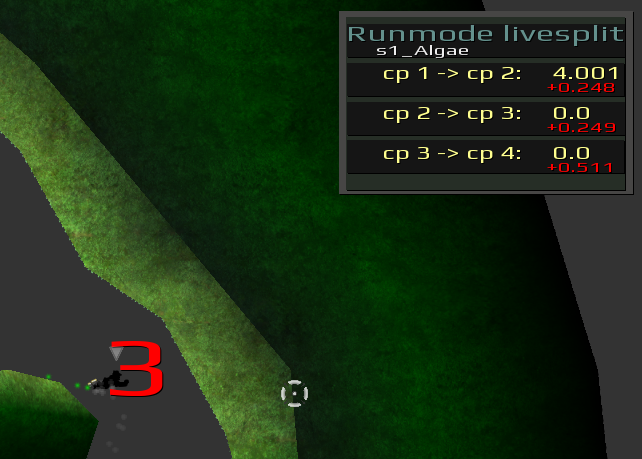 Runmode livesplit
s1_Algae
cp 1 -> cp 2: 4.001
+0.248
cp 2 -> cp 3: 0.0
+0.249
cp 3 -> cp 4: 0.0
+0.511
3